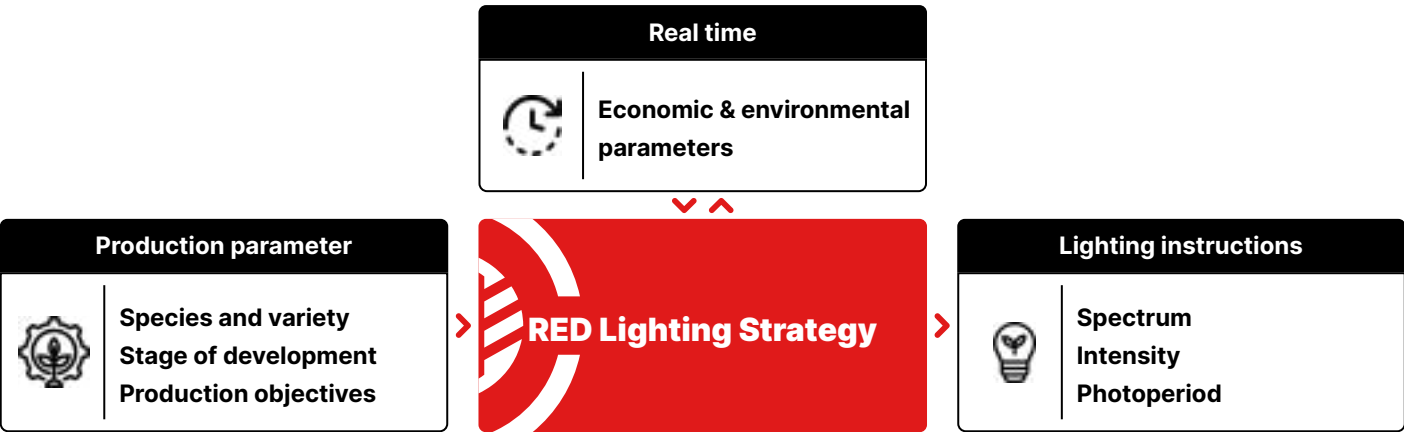 Real time
Economic & environmental
parameters
Production parameter
Species and variety
Stage of development
Production objectives
RED Lighting Strategy
Lighting instructions
Spectrum
Intensity
Photoperiod